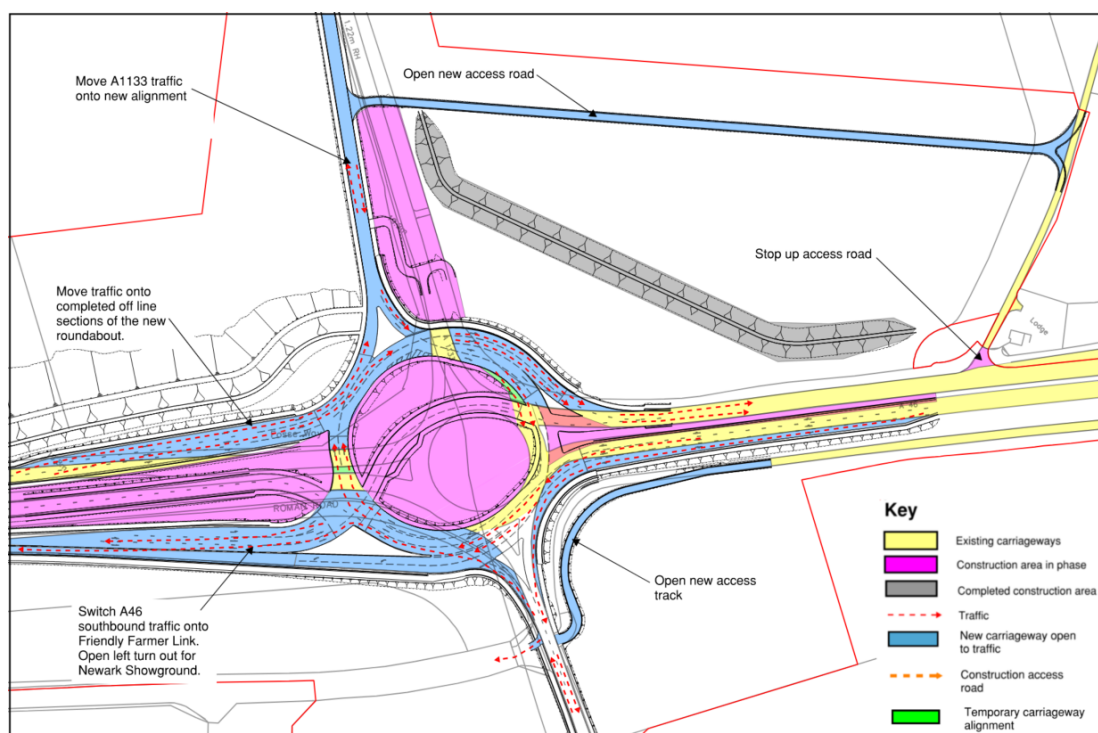 1.22m RH
Move A1133 traffic
onto new alignment
Open new access road
Stop up access road
Lodge
Move traffic onto
completed off line
sections of the new
roundabout.
ROMAN ROAD
Switch A46
southbound traffic onto
Friendly Farmer Link.
Open left turn out for
Newark Showground.
Open new access
track
Key
Existing carriageways
Construction area in phase
Completed construction area
Traffic
New carriageway open
to traffic
Construction access
road
Temporary carriageway
alignment